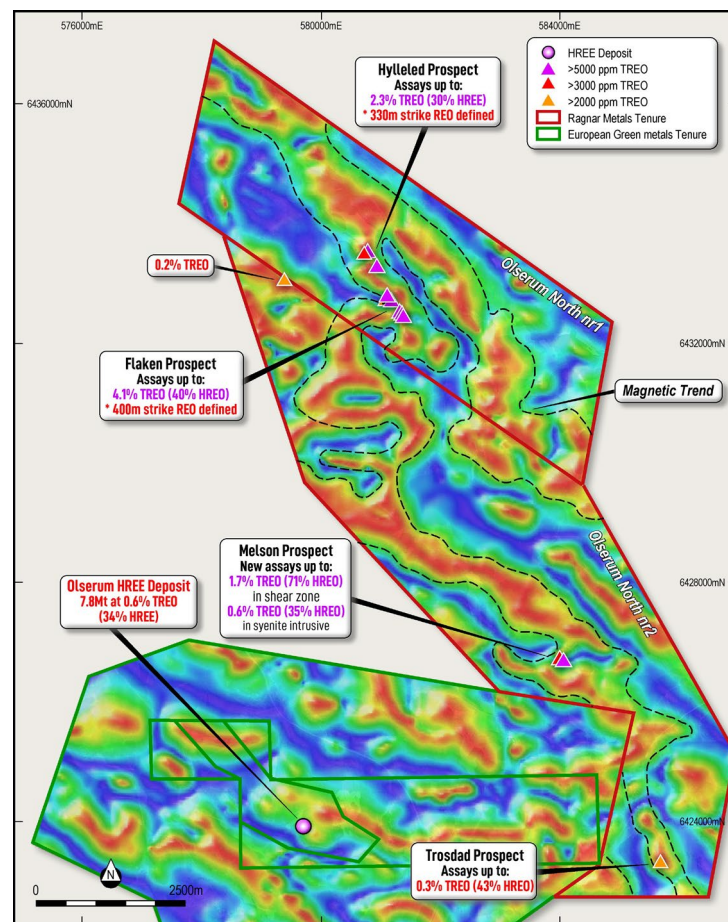 576000mE
580000mE
584000mE
6436000mN
6432000mN
6428000mN
6424000mN
HREE Deposit
>5000 ppm TREO
>3000 ppm TREO
>2000 ppm TREO
Ragnar Metals Tenure
European Green metals Tenure
Hylleled Prospect
Assays up to:
2.3% TREO (30% HREE)
* 330m strike REO defined
Olserum North nr1
0.2% TREO
Flaken Prospect
Assays up to:
4.1% TREO (40% HREO)
* 400m strike REO defined
Magnetic Trend
Olserum North nr2
Melson Prospect
New assays up to:
1.7% TREO (71% HREO)
in shear zone
0.6% TREO (35% HREO)
in syenite intrusive
Olserum HREE Deposit
7.8Mt at 0.6% TREO
(34% HREE)
Trosdad Prospect
Assays up to:
0.3% TREO (43% HREO)
N
0
2500m